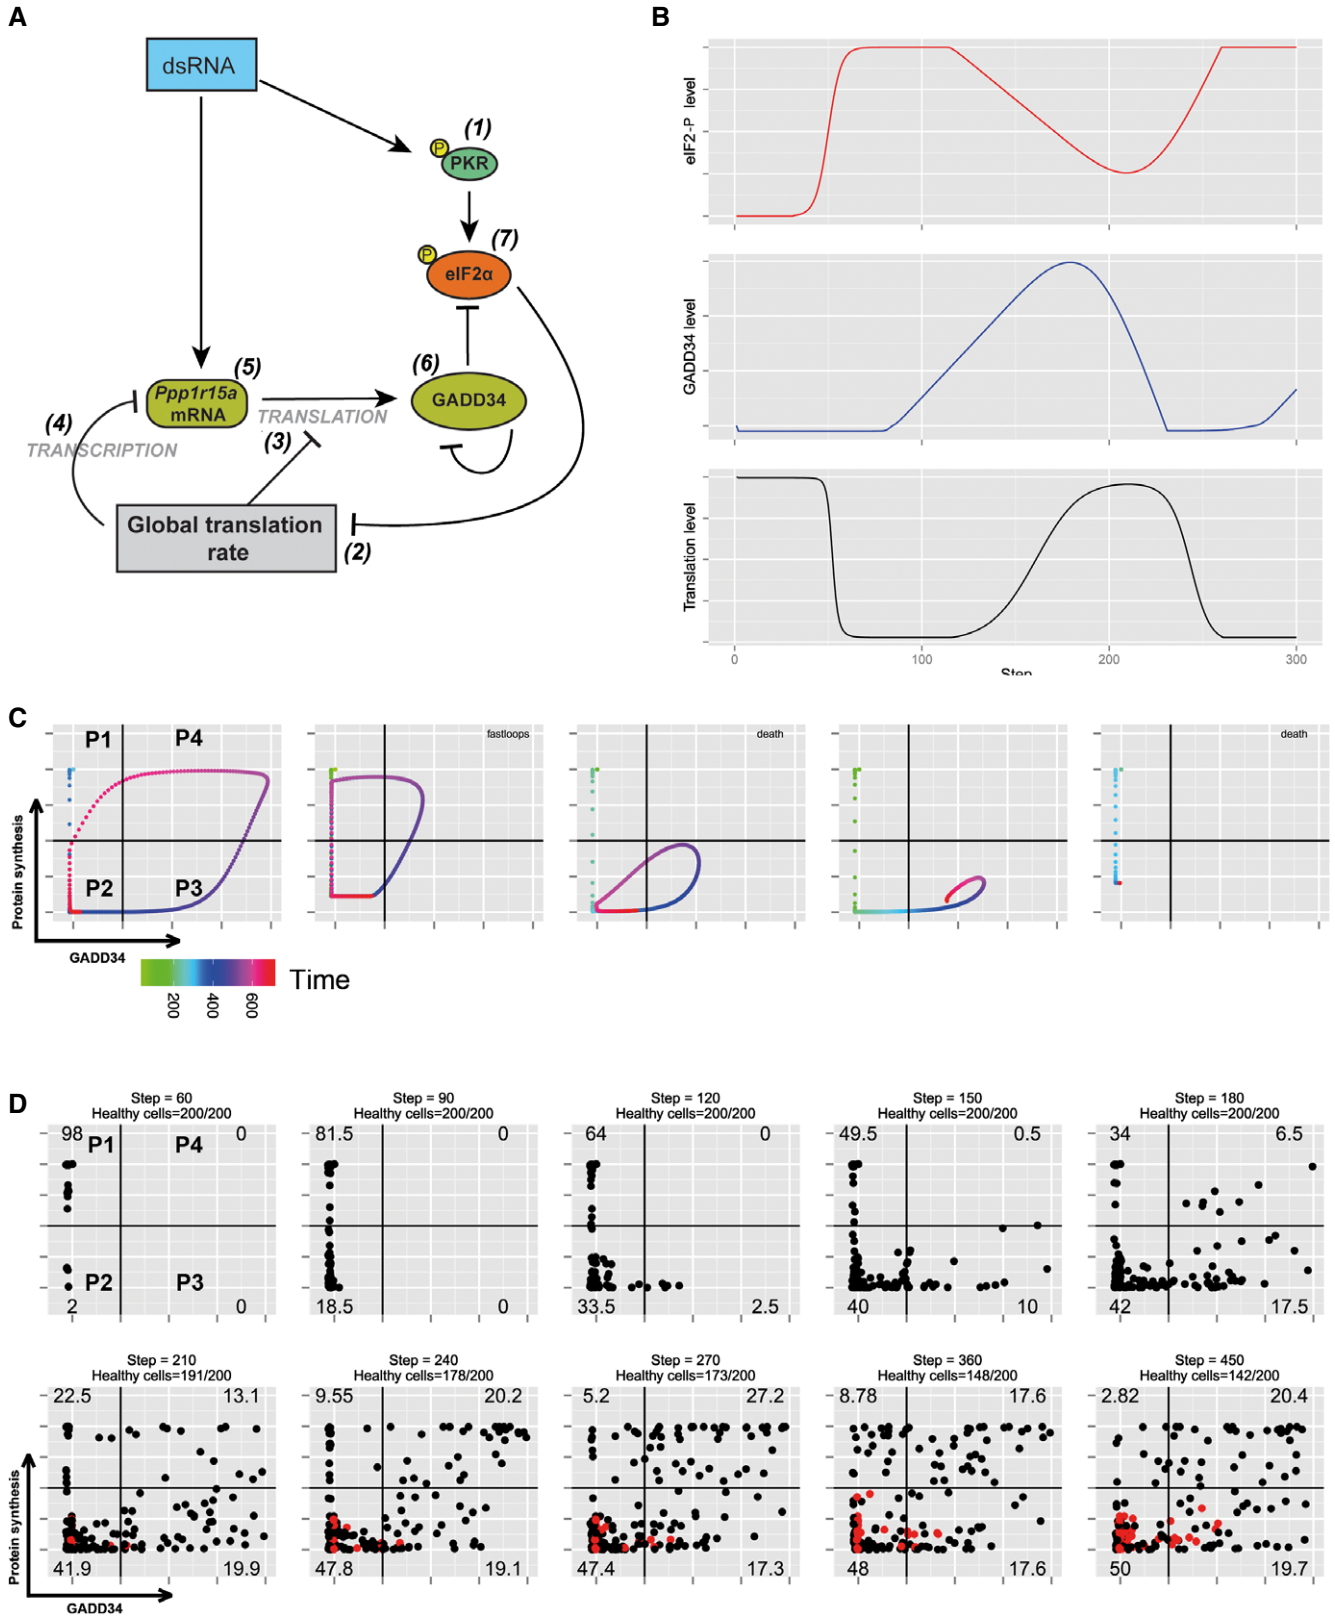 A
dsRNA
(1)
P
PKR
(7)
P
eIF2α
(5)
(6)
Ppp1r15a
mRNA
GADD34
TRANSLATION
(4)
(3)
TRANSCRIPTION
Global translation
rate
(2)
B
eIF2-P level
GADD34 level
Translation level
0
100
200
300
Step
C
P1
P4
P2
P3
fastloops
death
death
Protein synthesis
GADD34
200
400
600
Time
D
Step = 60
Healthy cells=200/200
98
P1
P4
0
P2
P3
2
0
Step = 90
Healthy cells=200/200
81.5
0
18.5
0
Step = 120
Healthy cells=200/200
64
0
33.5
2.5
Step = 150
Healthy cells=200/200
49.5
0.5
40
10
Step = 180
Healthy cells=200/200
34
6.5
42
17.5
Step = 210
Healthy cells=191/200
22.5
13.1
41.9
19.9
Step = 240
Healthy cells=178/200
9.55
20.2
47.8
19.1
Step = 270
Healthy cells=173/200
5.2
27.2
47.4
17.3
Step = 360
Healthy cells=148/200
8.78
17.6
48
17.6
Step = 450
Healthy cells=142/200
2.82
20.4
50
19.7
Protein synthesis
GADD34